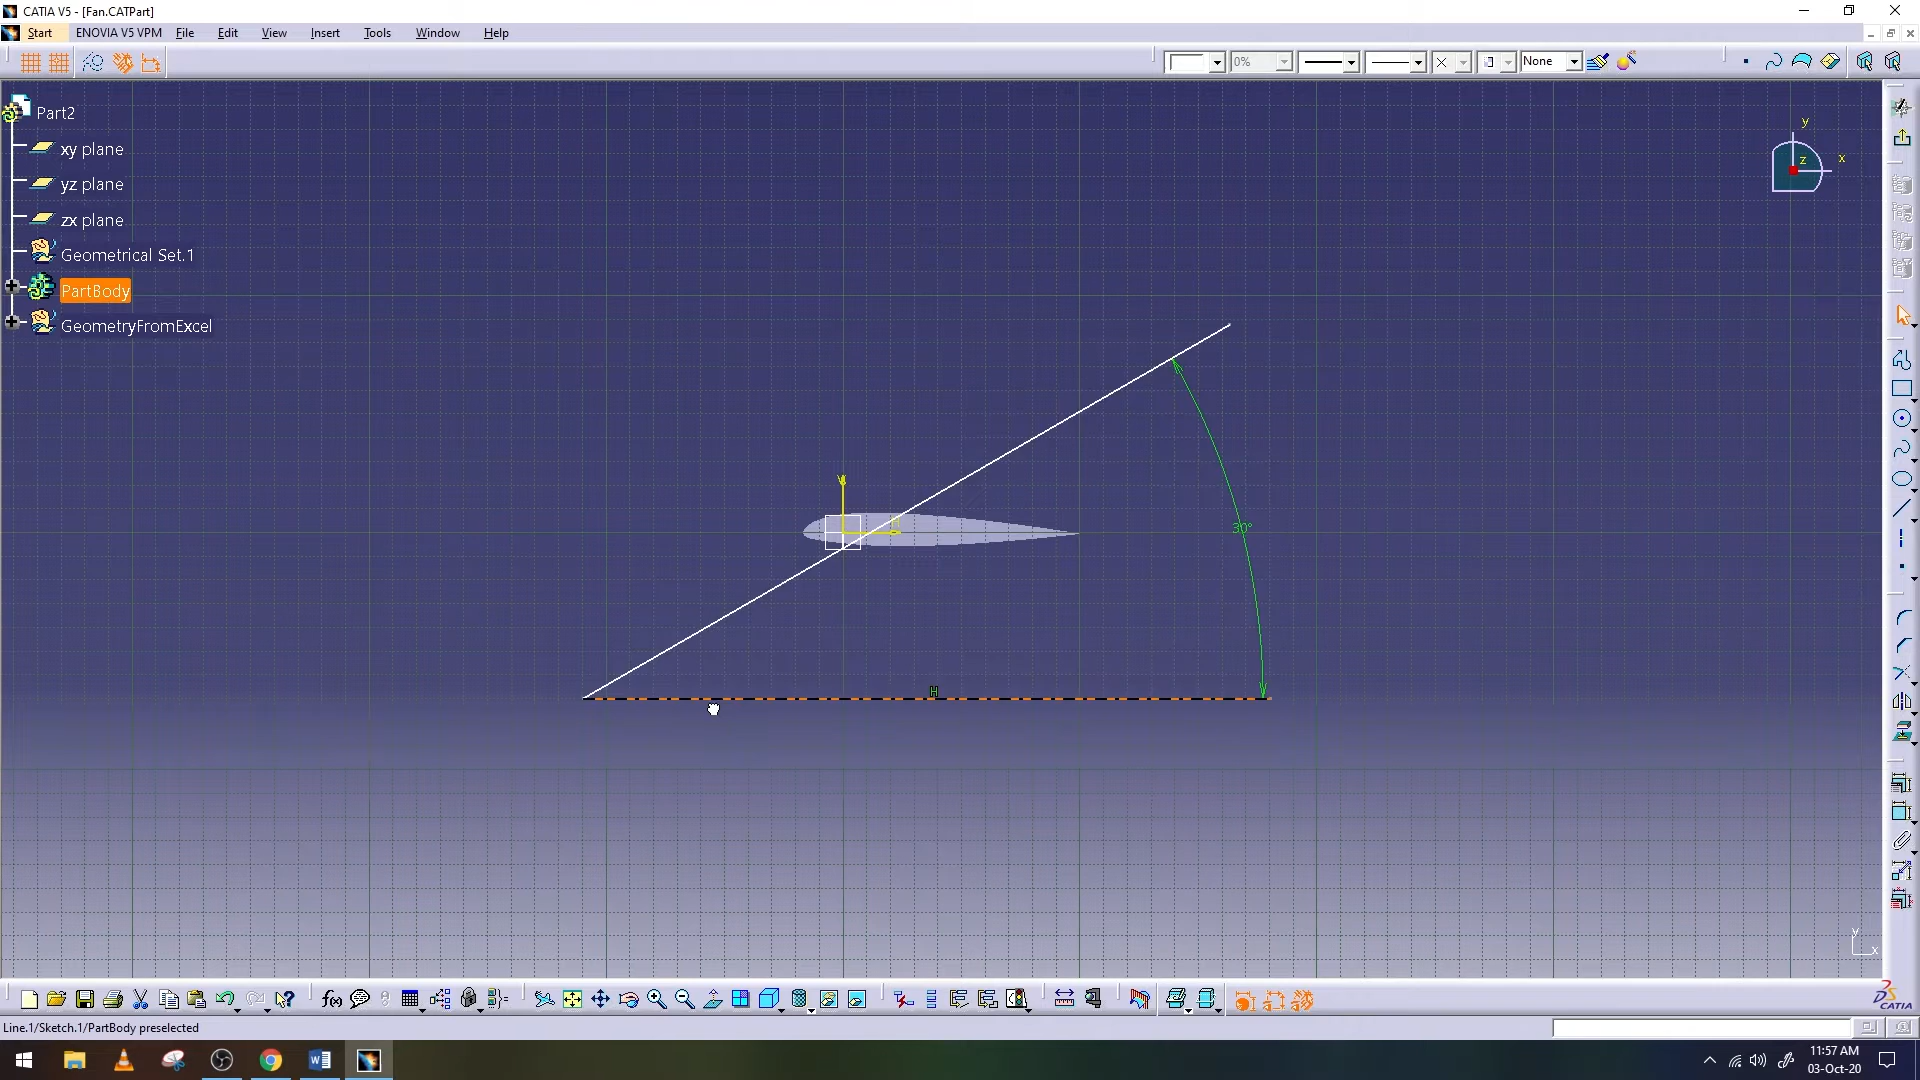 CATIA V5 - [Fan.CATPart]
Start ENOVIA V5 VPM File Edit View Insert Tools Window Help
0% None
Part2
xy plane
yz plane
zx plane
Geometrical Set.1
PartBody
GeometryFromExcel
y
z x
V
H
30°
H
y
x
f(x)
CATIA
Line.1/Sketch.1/PartBody preselected
11:57 AM
03-Oct-20